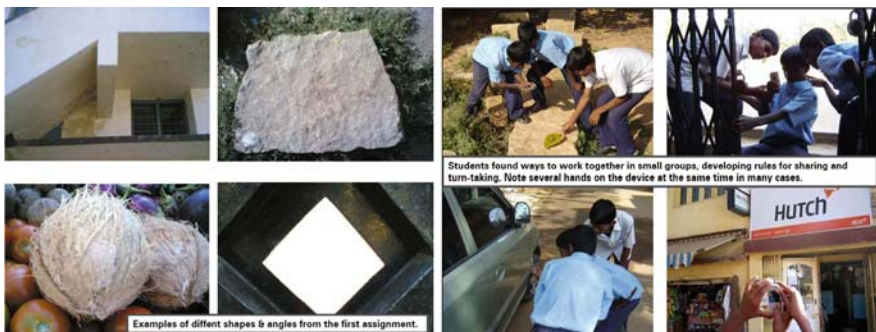 Examples of diffent shapes & angles from the first assignment.
Students found ways to work together in small groups, developing rules for sharing and
turn-taking. Note several hands on the device at the same time in many cases.
HUTCH